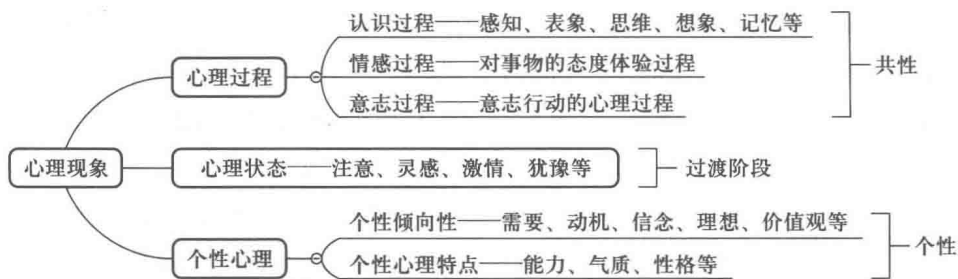 认识过程——感知、表象、思维、想象、记忆等
心理过程
情感过程——对事物的态度体验过程
共性
意志过程——意志行动的心理过程
心理现象
心理状态——注意、灵感、激情、犹豫等
过渡阶段
个性倾向性——需要、动机、信念、理想、价值观等
个性心理
个性
个性心理特点——能力、气质、性格等